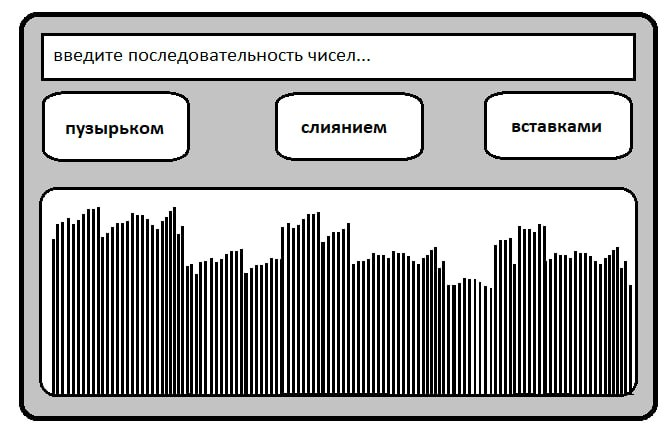 введите последовательность чисел...
пузырьком
слиянием
вставками